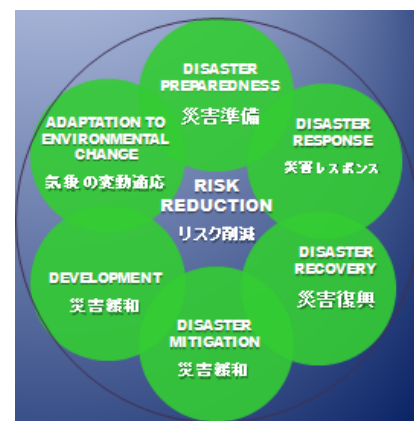 DISASTER
PREPAREDNESS
災害準備
ADAPTATION TO
ENVIRONMENTAL
CHANGE
気候の変動適応
DISASTER
RESPONSE
災害レスポンス
RISK
REDUCTION
リスク削減
DISASTER
RECOVERY
災害復興
DEVELOPMENT
災害緩和
DISASTER
MITIGATION
災害緩和